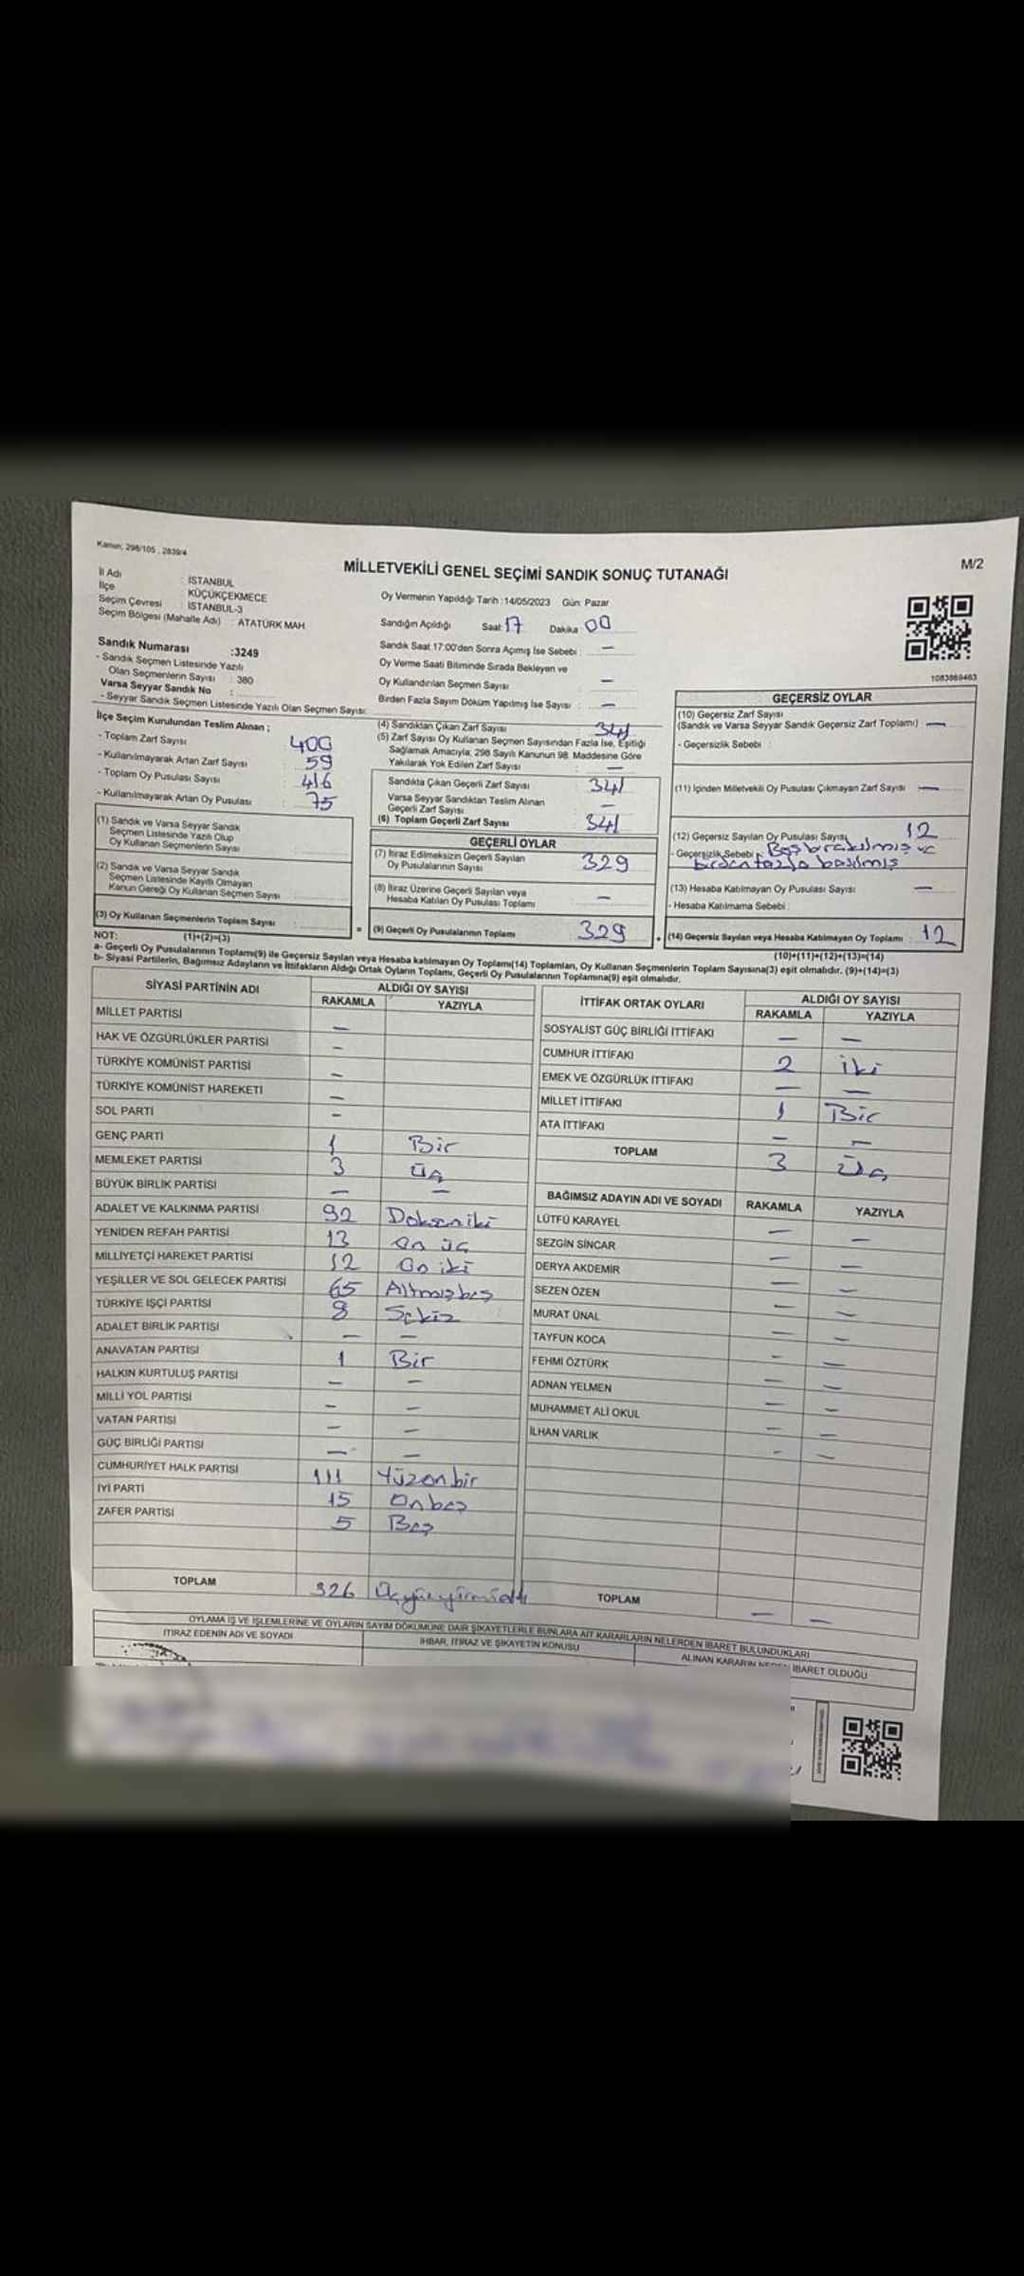 Kanun: 298/105 , 2839/4
M/2
MİLLETVEKİLİ GENEL SEÇİMİ SANDIK SONUÇ TUTANAĞI
İl Adı : İSTANBUL
İlçe : KÜÇÜKÇEKMECE
Seçim Çevresi : İSTANBUL-3
Seçim Bölgesi (Mahalle Adı) : ATATÜRK MAH
Oy Vermenin Yapıldığı Tarih :14/05/2023 Gün: Pazar
Sandığın Açıldığı Saat: 17 Dakika 00
Sandık Numarası :3249
- Sandık Seçmen Listesinde Yazılı
Olan Seçmenlerin Sayısı : 380
Varsa Seyyar Sandık No :
- Seyyar Sandık Seçmen Listesinde Yazılı Olan Seçmen Sayısı:
Sandık Saat 17:00'den Sonra Açımış İse Sebebi : —
Oy Verme Saati Bitiminde Sırada Bekleyen ve
Oy Kullandırılan Seçmen Sayısı : —
Birden Fazla Sayım Döküm Yapılmış İse Sayısı : —
1083869463
İlçe Seçim Kurulundan Teslim Alınan ;
- Toplam Zarf Sayısı : 400
- Kullanılmayarak Artan Zarf Sayısı : 59
- Toplam Oy Pusulası Sayısı : 416
- Kullanılmayarak Artan Oy Pusulası : 75
(1) Sandık ve Varsa Seyyar Sandık
Seçmen Listesinde Yazılı Olup
Oy Kullanan Seçmenlerin Sayısı
(2) Sandık ve Varsa Seyyar Sandık
Seçmen Listesinde Kayıtlı Olmayan
Kanun Gereği Oy Kullanan Seçmen Sayısı
(3) Oy Kullanan Seçmenlerin Toplam Sayısı
(1)+(2)=(3)
(4) Sandıktan Çıkan Zarf Sayısı 341
(5) Zarf Sayısı Oy Kullanan Seçmen Sayısından Fazla İse, Eşitliği
Sağlamak Amacıyla; 298 Sayılı Kanunun 98. Maddesine Göre
Yakılarak Yok Edilen Zarf Sayısı : —
Sandıkta Çıkan Geçerli Zarf Sayısı : 341
Varsa Seyyar Sandıktan Teslim Alınan
Geçerli Zarf Sayısı :
(6) Toplam Geçerli Zarf Sayısı : 341
GEÇERLİ OYLAR
(7) İtiraz Edilmeksizin Geçerli Sayılan
Oy Pusulalarının Sayısı : 329
(8) İtiraz Üzerine Geçerli Sayılan veya
Hesaba Katılan Oy Pusulası Toplamı : —
(9) Geçerli Oy Pusulalarının Toplamı : 329
GEÇERSİZ OYLAR
(10) Geçersiz Zarf Sayısı
(Sandık ve Varsa Seyyar Sandık Geçersiz Zarf Toplamı) : —
- Geçersizlik Sebebi :
(11) İçinden Milletvekili Oy Pusulası Çıkmayan Zarf Sayısı : —
(12) Geçersiz Sayılan Oy Pusulası Sayısı 12
- Geçersizlik Sebebi : Boş bırakılmış ve
birden fazla basılmış
(13) Hesaba Katılmayan Oy Pusulası Sayısı : —
- Hesaba Katılmama Sebebi :
(14) Geçersiz Sayılan veya Hesaba Katılmayan Oy Toplamı : 12
(10)+(11)+(12)+(13)=(14)
NOT:
a- Geçerli Oy Pusulalarının Toplamı(9) ile Geçersiz Sayılan veya Hesaba katılmayan Oy Toplamı(14) Toplamları, Oy Kullanan Seçmenlerin Toplam Sayısına(3) eşit olmalıdır. (9)+(14)=(3)
b- Siyasi Partilerin, Bağımsız Adayların ve İttifakların Aldığı Ortak Oyların Toplamı, Geçerli Oy Pusulalarının Toplamına(9) eşit olmalıdır.
SİYASİ PARTİNİN ADI ALDIĞI OY SAYISI
RAKAMLA YAZIYLA
MİLLET PARTİSİ —
HAK VE ÖZGÜRLÜKLER PARTİSİ —
TÜRKİYE KOMÜNİST PARTİSİ —
TÜRKİYE KOMÜNİST HAREKETİ —
SOL PARTİ —
GENÇ PARTİ 1 Bir
MEMLEKET PARTİSİ 3 Üç
BÜYÜK BİRLİK PARTİSİ — —
ADALET VE KALKINMA PARTİSİ 92 Doksan iki
YENİDEN REFAH PARTİSİ 13 On üç
MİLLİYETÇİ HAREKET PARTİSİ 12 On iki
YEŞİLLER VE SOL GELECEK PARTİSİ 65 Altmışbeş
TÜRKİYE İŞÇİ PARTİSİ 8 Sekiz
ADALET BİRLİK PARTİSİ — —
ANAVATAN PARTİSİ 1 Bir
HALKIN KURTULUŞ PARTİSİ — —
MİLLİ YOL PARTİSİ — —
VATAN PARTİSİ — —
GÜÇ BİRLİĞİ PARTİSİ — —
CUMHURİYET HALK PARTİSİ 111 Yüzonbir
İYİ PARTİ 15 Onbeş
ZAFER PARTİSİ 5 Beş
TOPLAM 326 Üçyüzyirmialtı
İTTİFAK ORTAK OYLARI ALDIĞI OY SAYISI
RAKAMLA YAZIYLA
SOSYALİST GÜÇ BİRLİĞİ İTTİFAKI — —
CUMHUR İTTİFAKI 2 iki
EMEK VE ÖZGÜRLÜK İTTİFAKI — —
MİLLET İTTİFAKI 1 Bir
ATA İTTİFAKI — —
TOPLAM 3 Üç
BAĞIMSIZ ADAYIN ADI VE SOYADI RAKAMLA YAZIYLA
LÜTFÜ KARAYEL — —
SEZGİN SİNCAR — —
DERYA AKDEMİR — —
SEZEN ÖZEN — —
MURAT ÜNAL — —
TAYFUN KOCA — —
FEHMİ ÖZTÜRK — —
ADNAN YELMEN — —
MUHAMMET ALİ OKUL — —
İLHAN VARLIK — —
TOPLAM — —
OYLAMA İŞ VE İŞLEMLERİNE VE OYLARIN SAYIM DÖKÜMÜNE DAİR ŞİKAYETLERLE BUNLARA AİT KARARLARIN NELERDEN İBARET BULUNDUKLARI
İTİRAZ EDENİN ADI VE SOYADI
İHBAR, İTİRAZ VE ŞİKAYETİN KONUSU
ALINAN KARARIN İBARET OLDUĞU